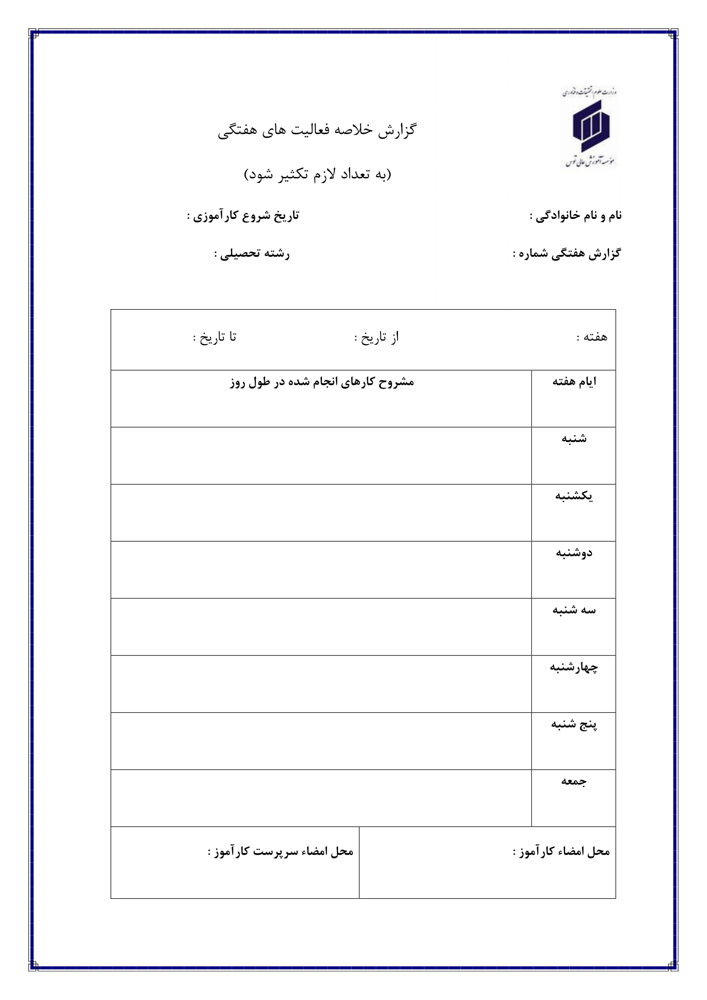 وزارت علوم، تحقیقات و فناوری
موسسه آموزش عالی توس
گزارش خلاصه فعالیت های هفتگی
(به تعداد لازم تکثیر شود)
نام و نام خانوادگی : تاریخ شروع کارآموزی :
گزارش هفتگی شماره : رشته تحصیلی :
هفته : از تاریخ : تا تاریخ :
ایام هفته مشروح کارهای انجام شده در طول روز
شنبه
یکشنبه
دوشنبه
سه شنبه
چهارشنبه
پنج شنبه
جمعه
محل امضاء کارآموز : محل امضاء سرپرست کارآموز :